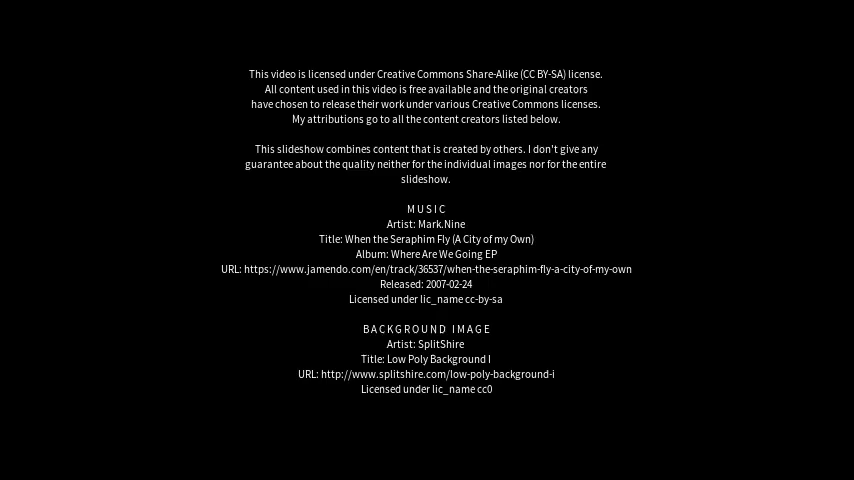 This video is licensed under Creative Commons Share-Alike (CC BY-SA) license.
All content used in this video is free available and the original creators
have chosen to release their work under various Creative Commons licenses.
My attributions go to all the content creators listed below.
This slideshow combines content that is created by others. I don't give any
guarantee about the quality neither for the individual images nor for the entire
slideshow.
MUSIC
Artist: Mark.Nine
Title: When the Seraphim Fly (A City of my Own)
Album: Where Are We Going EP
URL: https://www.jamendo.com/en/track/36537/when-the-seraphim-fly-a-city-of-my-own
Released: 2007-02-24
Licensed under lic_name cc-by-sa
BACKGROUND IMAGE
Artist: SplitShire
Title: Low Poly Background I
URL: http://www.splitshire.com/low-poly-background-i
Licensed under lic_name cc0